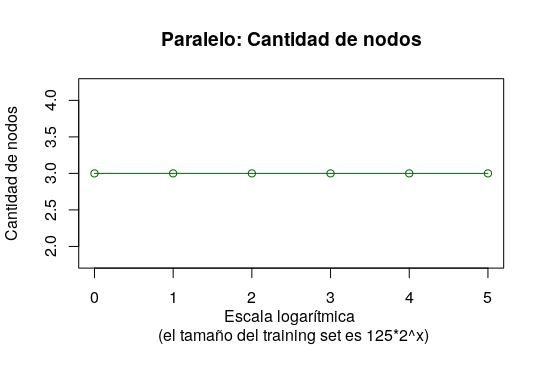 Paralelo: Cantidad de nodos
Cantidad de nodos
4.0
3.5
3.0
2.5
2.0
0 1 2 3 4 5
Escala logarítmica
(el tamaño del training set es 125*2^x)